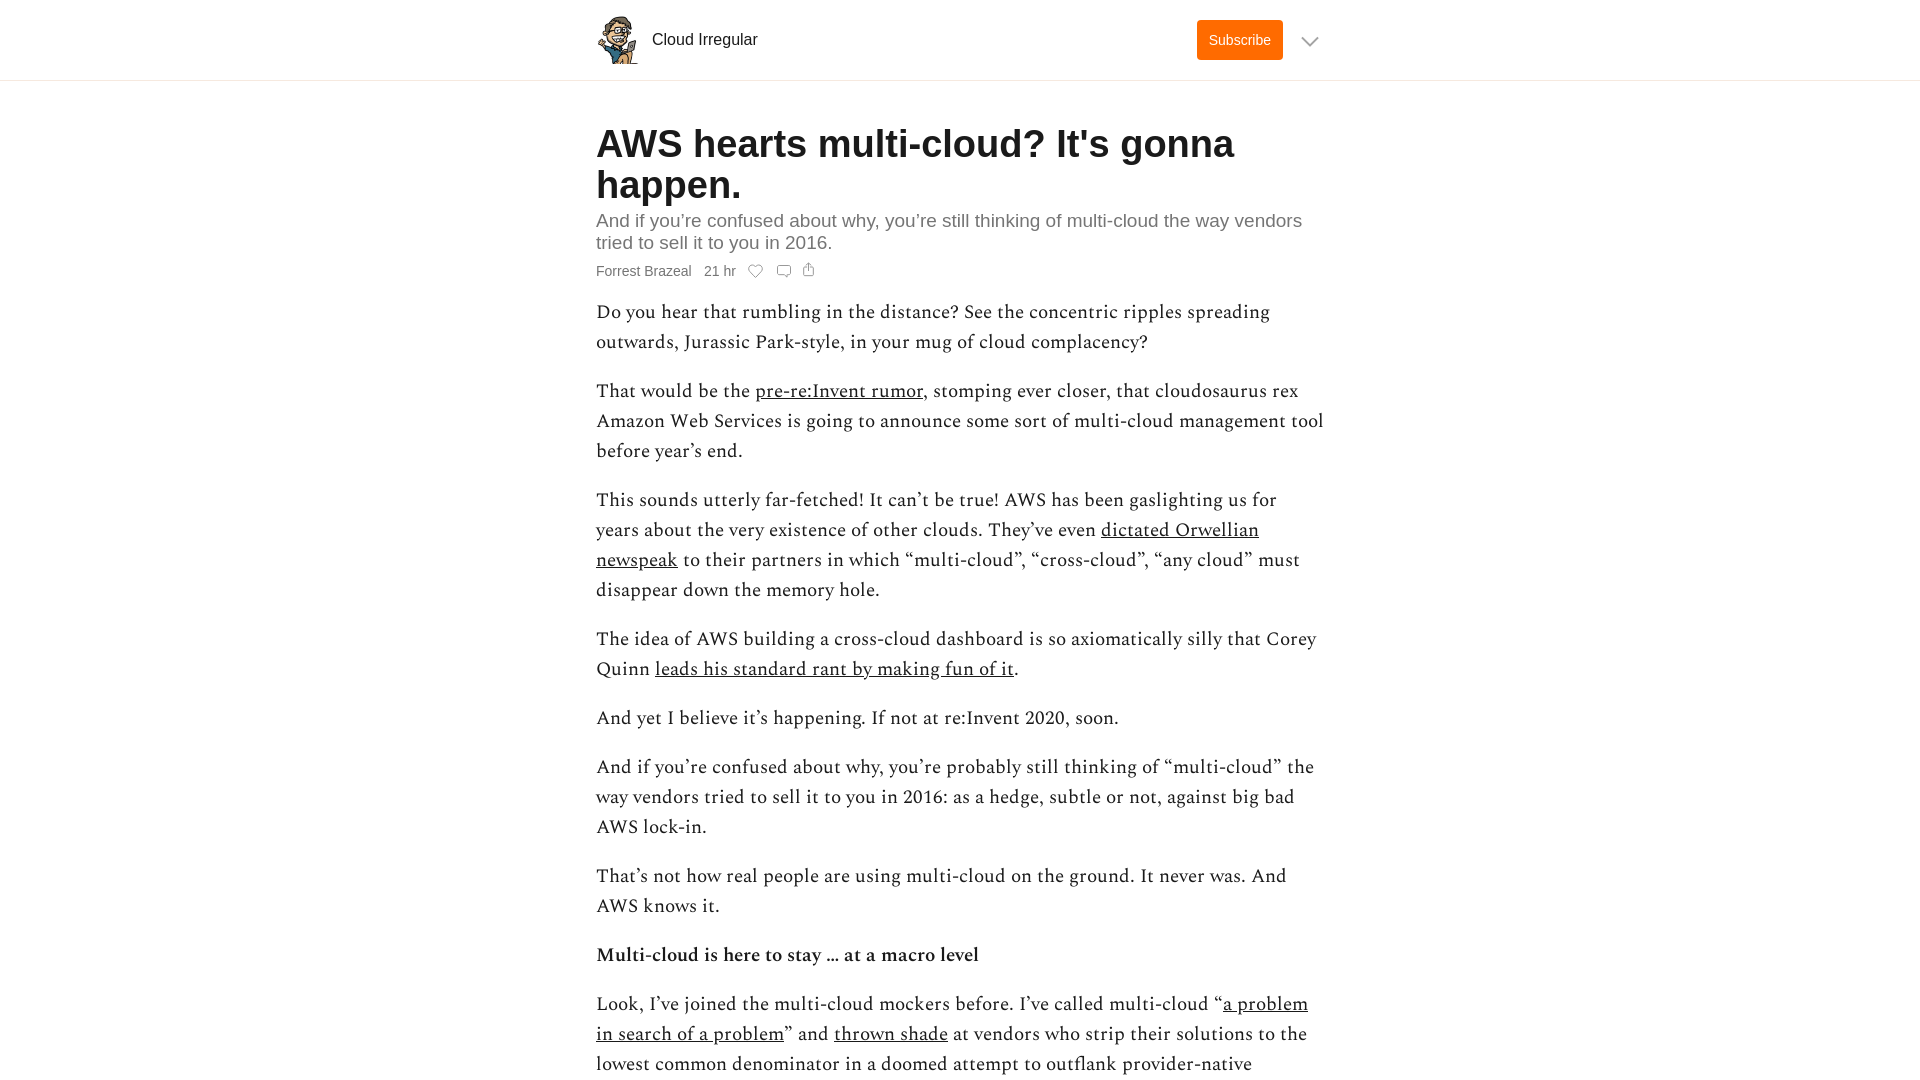 Cloud Irregular
Subscribe
AWS hearts multi-cloud? It's gonna
happen.
And if you’re confused about why, you’re still thinking of multi-cloud the way vendors
tried to sell it to you in 2016.
Forrest Brazeal 21 hr
Do you hear that rumbling in the distance? See the concentric ripples spreading
outwards, Jurassic Park-style, in your mug of cloud complacency?
That would be the pre-re:Invent rumor, stomping ever closer, that cloudosaurus rex
Amazon Web Services is going to announce some sort of multi-cloud management tool
before year’s end.
This sounds utterly far-fetched! It can’t be true! AWS has been gaslighting us for
years about the very existence of other clouds. They’ve even dictated Orwellian
newspeak to their partners in which “multi-cloud”, “cross-cloud”, “any cloud” must
disappear down the memory hole.
The idea of AWS building a cross-cloud dashboard is so axiomatically silly that Corey
Quinn leads his standard rant by making fun of it.
And yet I believe it’s happening. If not at re:Invent 2020, soon.
And if you’re confused about why, you’re probably still thinking of “multi-cloud” the
way vendors tried to sell it to you in 2016: as a hedge, subtle or not, against big bad
AWS lock-in.
That’s not how real people are using multi-cloud on the ground. It never was. And
AWS knows it.
Multi-cloud is here to stay … at a macro level
Look, I’ve joined the multi-cloud mockers before. I’ve called multi-cloud “a problem
in search of a problem” and thrown shade at vendors who strip their solutions to the
lowest common denominator in a doomed attempt to outflank provider-native